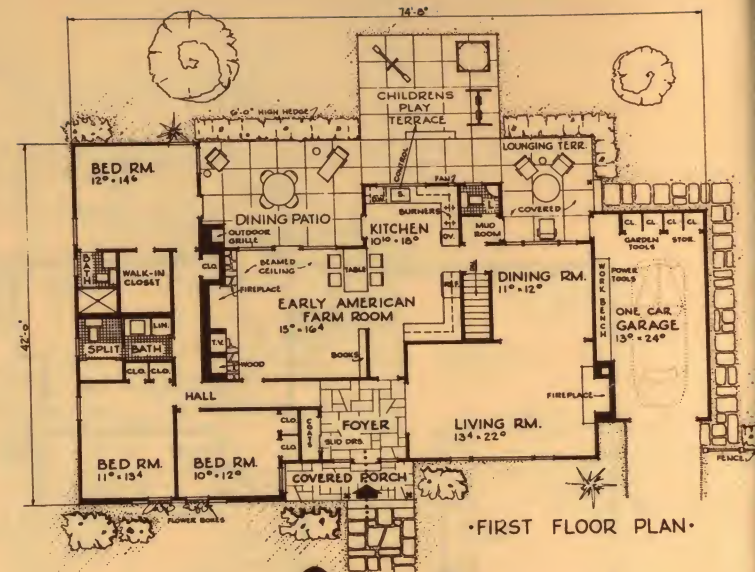 74'-8"
CHILDRENS
PLAY
TERRACE
6'-0" HIGH HEDGE
LOUNGING TERR.
BED RM.
12⁰ × 14⁶
CONTROL
FAN
DINING PATIO
S.
BURNERS
COVERED
OUTDOOR
GRILLE
KITCHEN
10¹⁰ × 18⁰
MUD
ROOM
OV.
CL. CL. CL. CL.
GARDEN
TOOLS
STOR.
BATH
WALK-IN
CLOSET
CLO.
BEAMED
CEILING
TABLE
REF.
DINING RM.
11⁰ × 12⁰
POWER
TOOLS
WORK BENCH
FIREPLACE
EARLY AMERICAN
FARM ROOM
15⁰ × 16⁴
ONE CAR
GARAGE
13⁰ × 24⁰
42'-0"
LIN.
SPLIT BATH
T.V.
WOOD
BOOKS
CLO. CLO.
HALL
FIREPLACE
CLO.
CLO.
COATS
FOYER
SLID DRS.
LIVING RM.
13⁴ × 22⁰
BED RM.
11⁰ × 13⁴
BED RM.
10⁰ × 12⁰
COVERED PORCH
FENCE
FLOWER BOXES
·FIRST FLOOR PLAN·